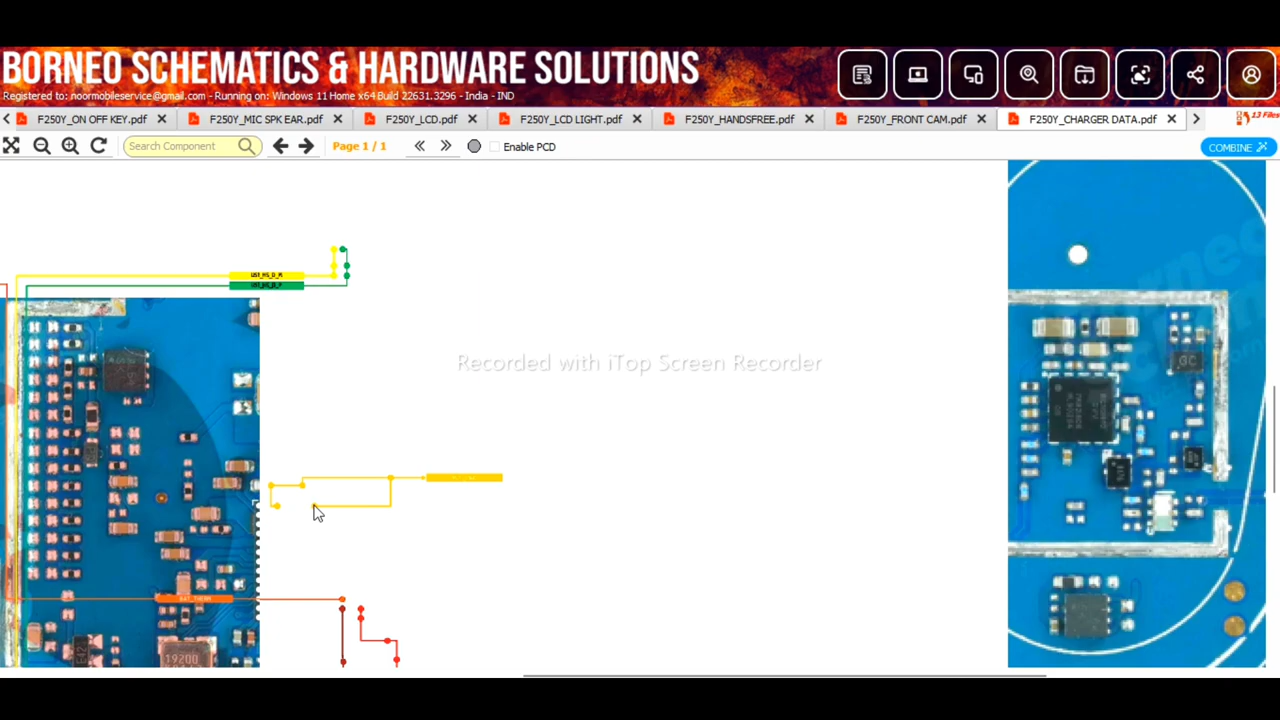 BORNEO SCHEMATICS & HARDWARE SOLUTIONS
Registered to: noormobileservice@gmail.com - Running on: Windows 11 Home x64 Build 22631.3296 - India - IND
F250Y_ON OFF KEY.pdf F250Y_MIC SPK EAR.pdf F250Y_LCD.pdf F250Y_LCD LIGHT.pdf F250Y_HANDSFREE.pdf F250Y_FRONT CAM.pdf F250Y_CHARGER DATA.pdf 13 Files
Search Component Page 1 / 1 Enable PCD COMBINE
Recorded with iTop Screen Recorder
GC
BAT_THERM
19200